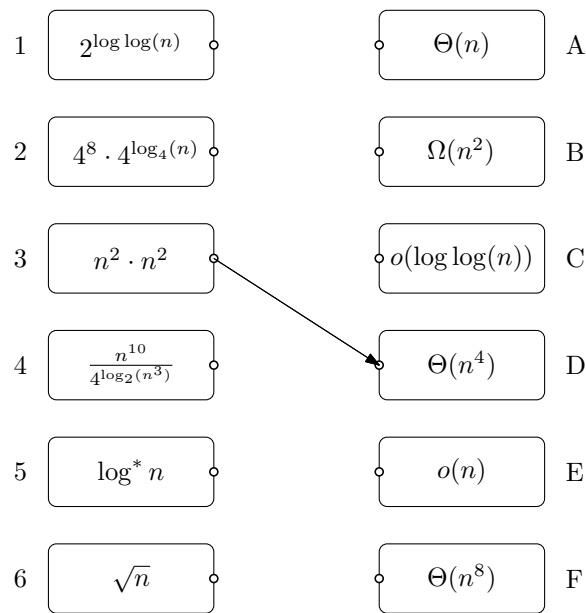 1 2^{\log\log(n)} Θ(n) A
2 4^8 · 4^{\log_4(n)} Ω(n^2) B
3 n^2 · n^2 o(log log(n)) C
4 \frac{n^{10}}{4^{\log_2(n^3)}} Θ(n^4) D
5 log^* n o(n) E
6 √n Θ(n^8) F